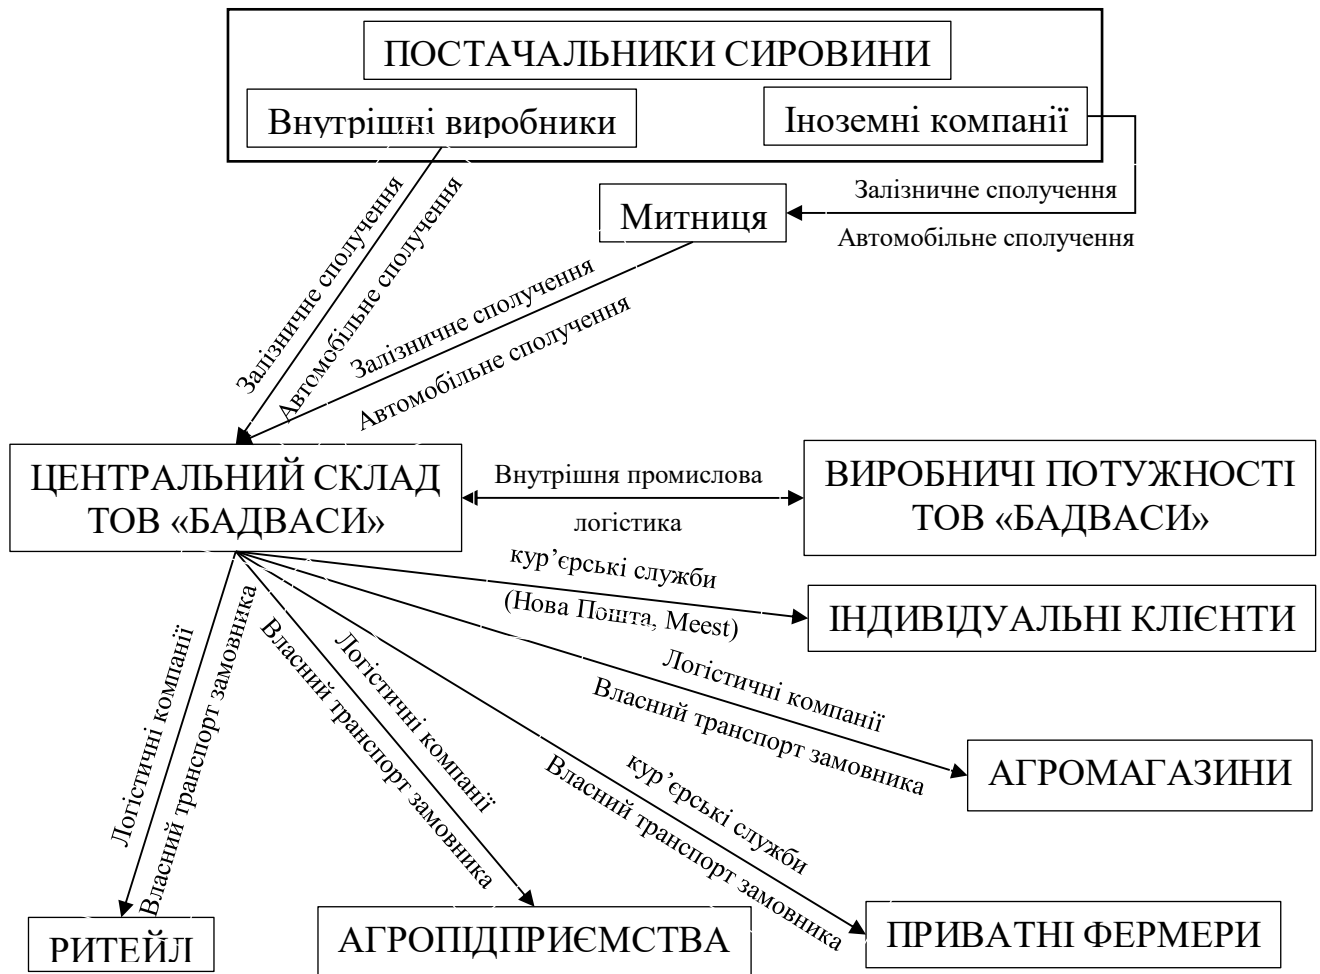 ПОСТАЧАЛЬНИКИ СИРОВИНИ
Внутрішні виробники
Іноземні компанії
Залізничне сполучення
Автомобільне сполучення
Митниця
Залізничне сполучення
Автомобільне сполучення
Залізничне сполучення
Автомобільне сполучення
ЦЕНТРАЛЬНИЙ СКЛАД
ТОВ «БАДВАСИ»
Внутрішня промислова
логістика
ВИРОБНИЧІ ПОТУЖНОСТІ
ТОВ «БАДВАСИ»
кур’єрські служби
(Нова Пошта, Meest)
ІНДИВІДУАЛЬНІ КЛІЄНТИ
Логістичні компанії
Власний транспорт замовника
АГРОМАГАЗИНИ
кур’єрські служби
Власний транспорт замовника
ПРИВАТНІ ФЕРМЕРИ
Логістичні компанії
Власний транспорт замовника
АГРОПІДПРИЄМСТВА
Логістичні компанії
Власний транспорт замовника
РИТЕЙЛ